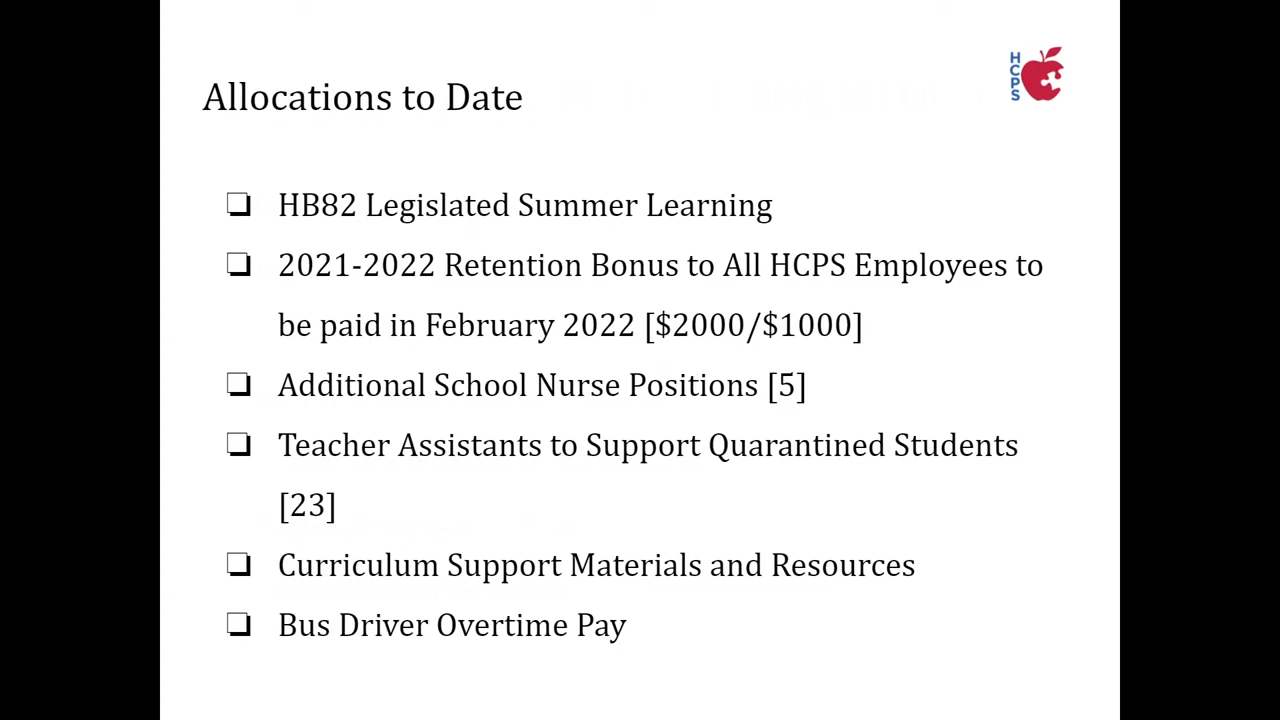 Allocations to Date
H
C
P
S
HB82 Legislated Summer Learning
2021-2022 Retention Bonus to All HCPS Employees to
be paid in February 2022 [$2000/$1000]
Additional School Nurse Positions [5]
Teacher Assistants to Support Quarantined Students
[23]
Curriculum Support Materials and Resources
Bus Driver Overtime Pay